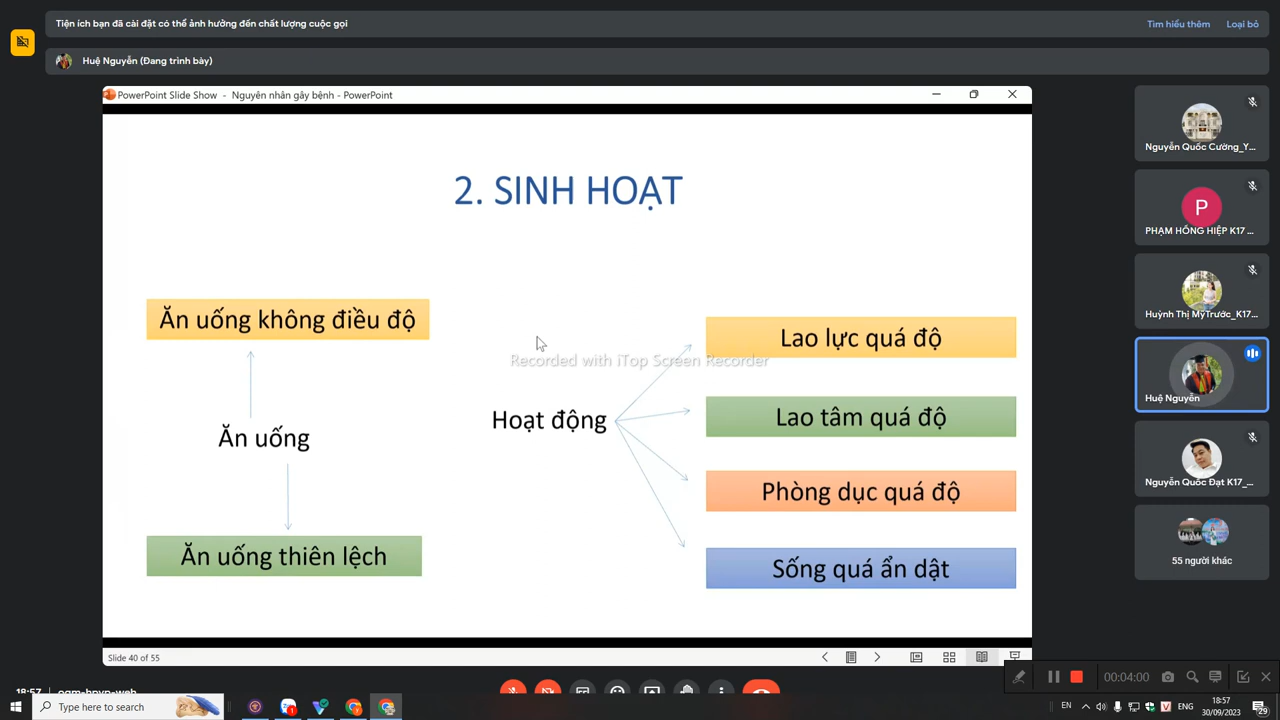 Tiện ích bạn đã cài đặt có thể ảnh hưởng đến chất lượng cuộc gọi
Tìm hiểu thêm
Loại bỏ
Huệ Nguyễn (Đang trình bày)
PowerPoint Slide Show - Nguyên nhân gây bệnh - PowerPoint
2. SINH HOẠT
Ăn uống không điều độ
Ăn uống
Ăn uống thiên lệch
Hoạt động
Lao lực quá độ
Lao tâm quá độ
Phòng dục quá độ
Sống quá ẩn dật
Recorded with iTop Screen Recorder
Slide 40 of 55
Nguyễn Quốc Cường_Y...
P
PHẠM HỒNG HIỆP K17 ...
Huỳnh Thị MỹTrước_K17...
Huệ Nguyễn
Nguyễn Quốc Đạt K17_...
55 người khác
00:04:00
18:57
Type here to search
EN
V
ENG
18:57
30/09/2023
29